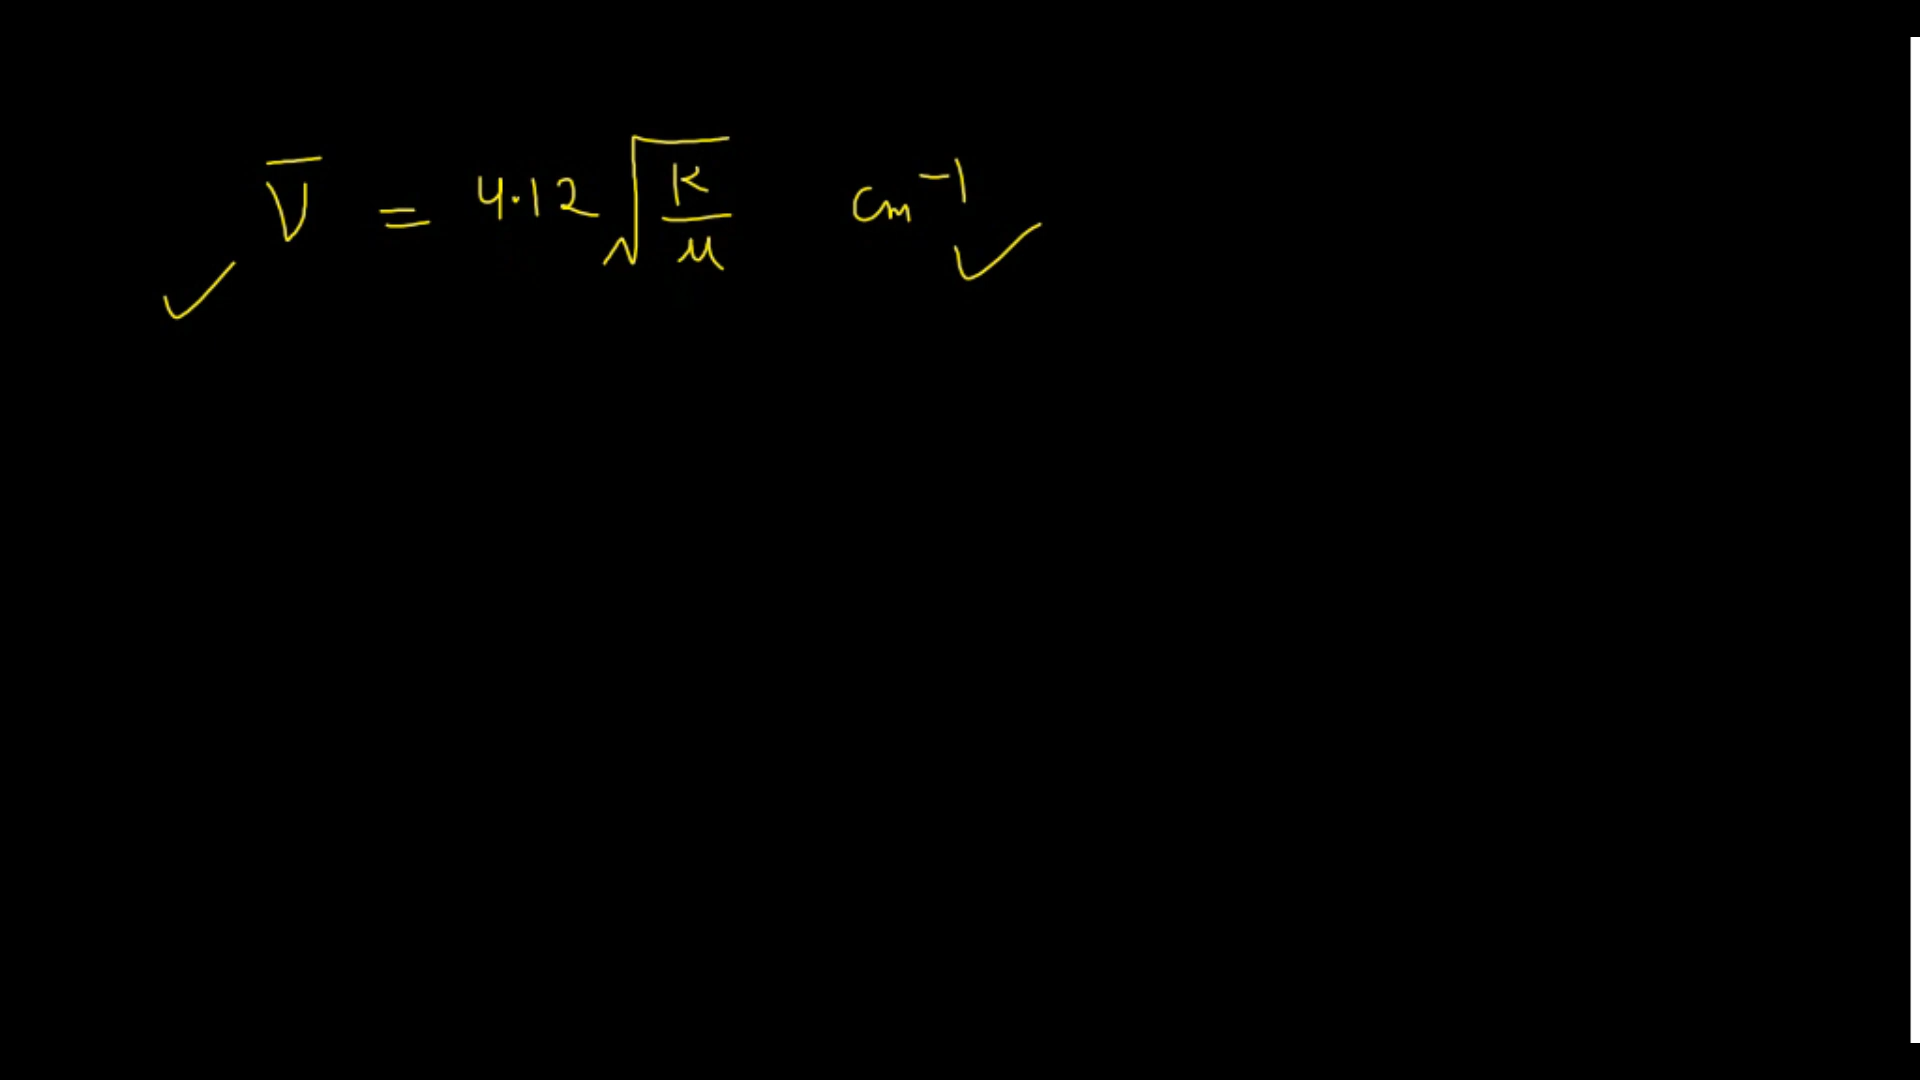 V̅ = 4.12 √(K/μ) cm⁻¹